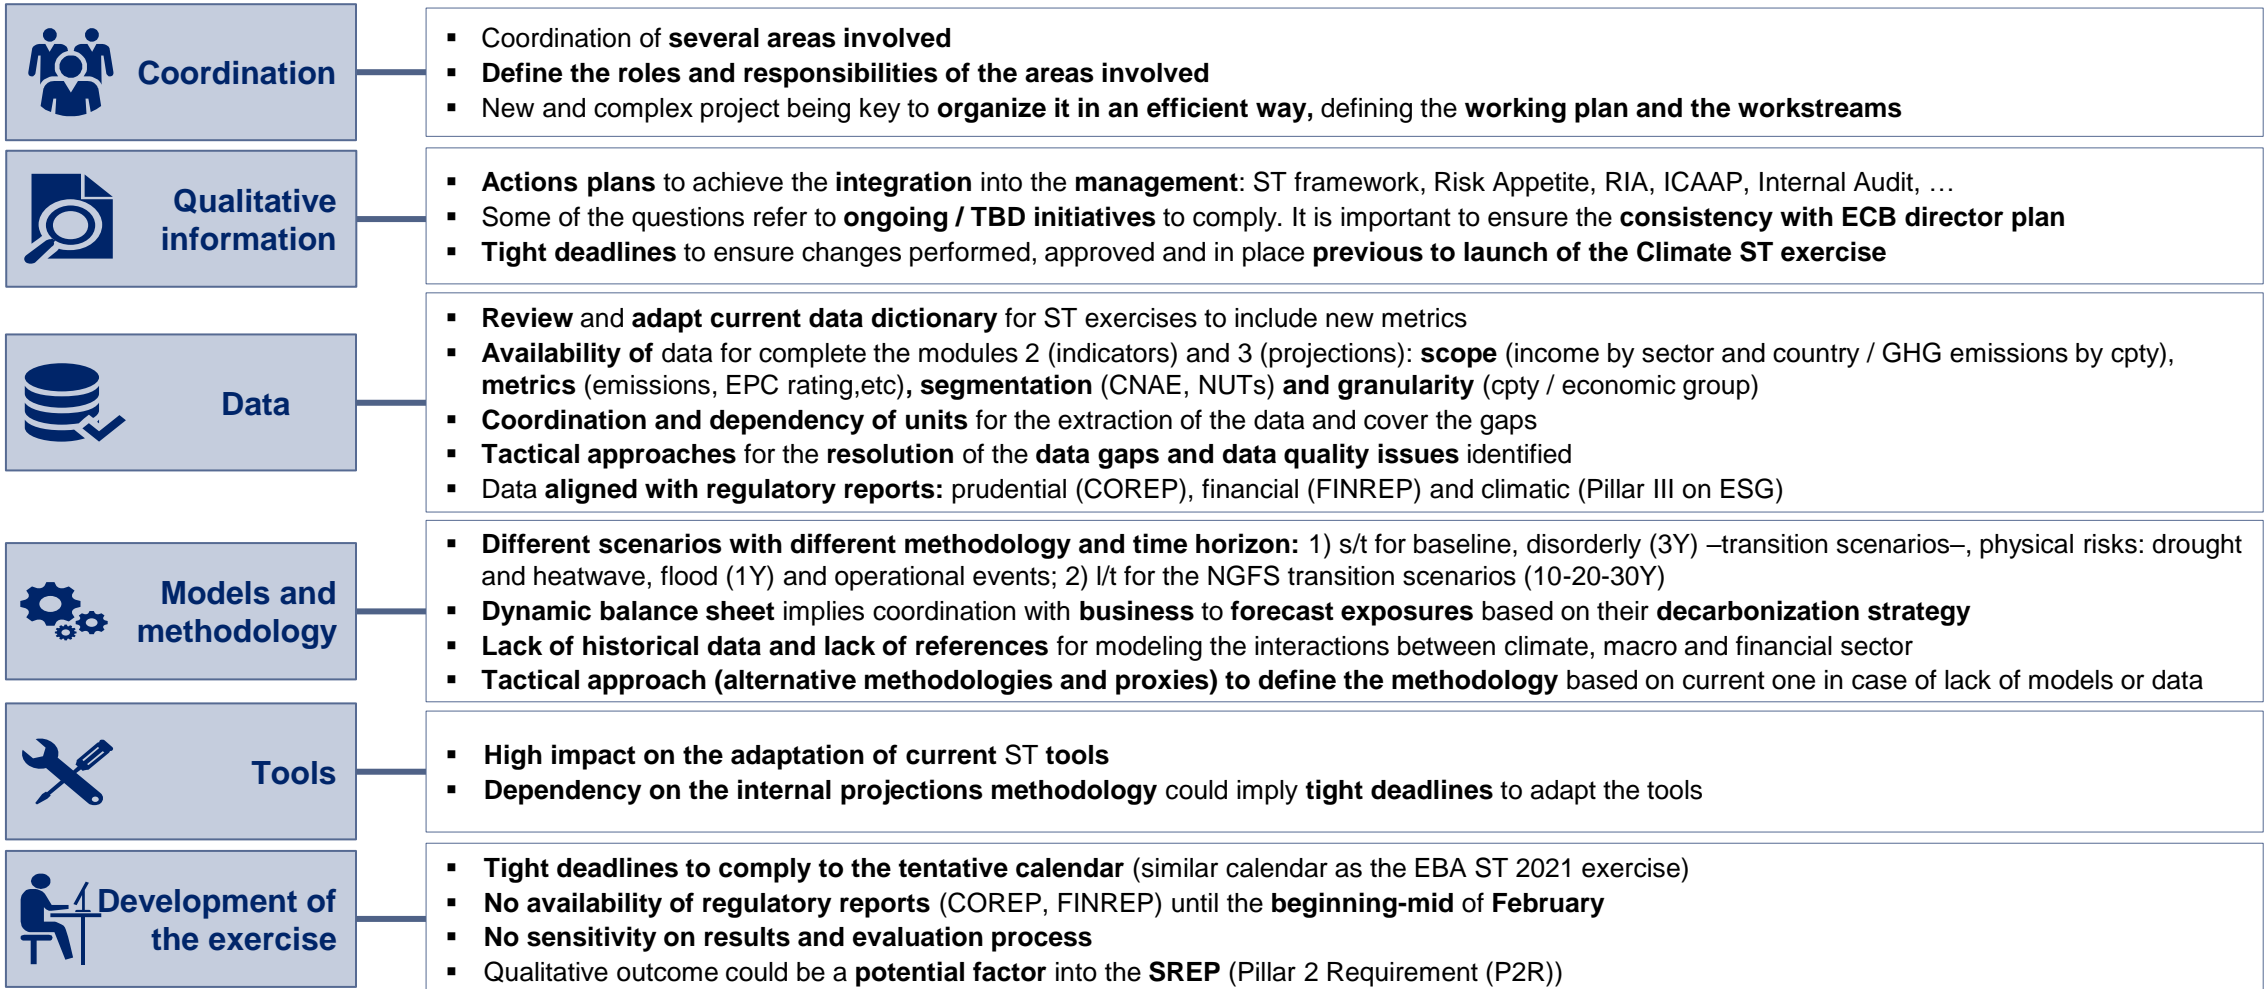 Coordination
▪ Coordination of several areas involved
▪ Define the roles and responsibilities of the areas involved
▪ New and complex project being key to organize it in an efficient way, defining the working plan and the workstreams
Qualitative
information
▪ Actions plans to achieve the integration into the management: ST framework, Risk Appetite, RIA, ICAAP, Internal Audit, …
▪ Some of the questions refer to ongoing / TBD initiatives to comply. It is important to ensure the consistency with ECB director plan
▪ Tight deadlines to ensure changes performed, approved and in place previous to launch of the Climate ST exercise
Data
▪ Review and adapt current data dictionary for ST exercises to include new metrics
▪ Availability of data for complete the modules 2 (indicators) and 3 (projections): scope (income by sector and country / GHG emissions by cpty),
metrics (emissions, EPC rating,etc), segmentation (CNAE, NUTs) and granularity (cpty / economic group)
▪ Coordination and dependency of units for the extraction of the data and cover the gaps
▪ Tactical approaches for the resolution of the data gaps and data quality issues identified
▪ Data aligned with regulatory reports: prudential (COREP), financial (FINREP) and climatic (Pillar III on ESG)
Models and
methodology
▪ Different scenarios with different methodology and time horizon: 1) s/t for baseline, disorderly (3Y) –transition scenarios–, physical risks: drought
and heatwave, flood (1Y) and operational events; 2) l/t for the NGFS transition scenarios (10-20-30Y)
▪ Dynamic balance sheet implies coordination with business to forecast exposures based on their decarbonization strategy
▪ Lack of historical data and lack of references for modeling the interactions between climate, macro and financial sector
▪ Tactical approach (alternative methodologies and proxies) to define the methodology based on current one in case of lack of models or data
Tools
▪ High impact on the adaptation of current ST tools
▪ Dependency on the internal projections methodology could imply tight deadlines to adapt the tools
Development of
the exercise
▪ Tight deadlines to comply to the tentative calendar (similar calendar as the EBA ST 2021 exercise)
▪ No availability of regulatory reports (COREP, FINREP) until the beginning-mid of February
▪ No sensitivity on results and evaluation process
▪ Qualitative outcome could be a potential factor into the SREP (Pillar 2 Requirement (P2R))